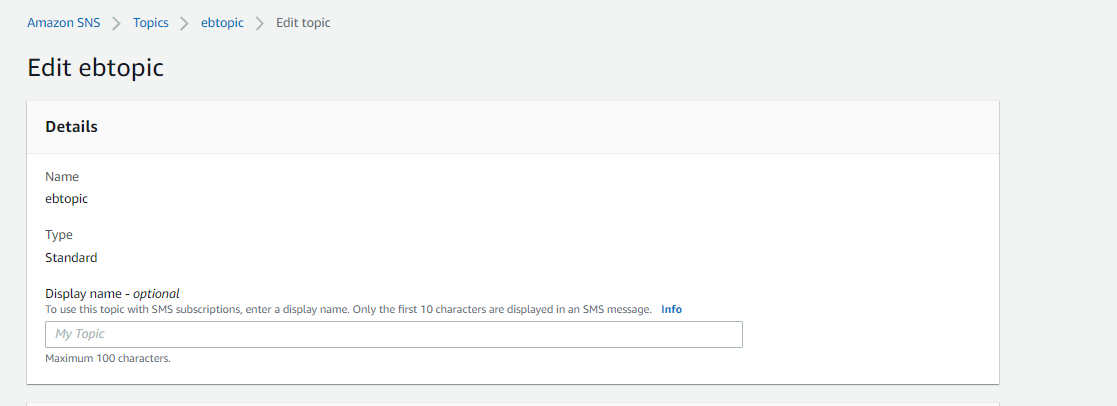 Amazon SNS > Topics > ebtopic > Edit topic
Edit ebtopic
Details
Name
ebtopic
Type
Standard
Display name - optional
To use this topic with SMS subscriptions, enter a display name. Only the first 10 characters are displayed in an SMS message. Info
My Topic
Maximum 100 characters.